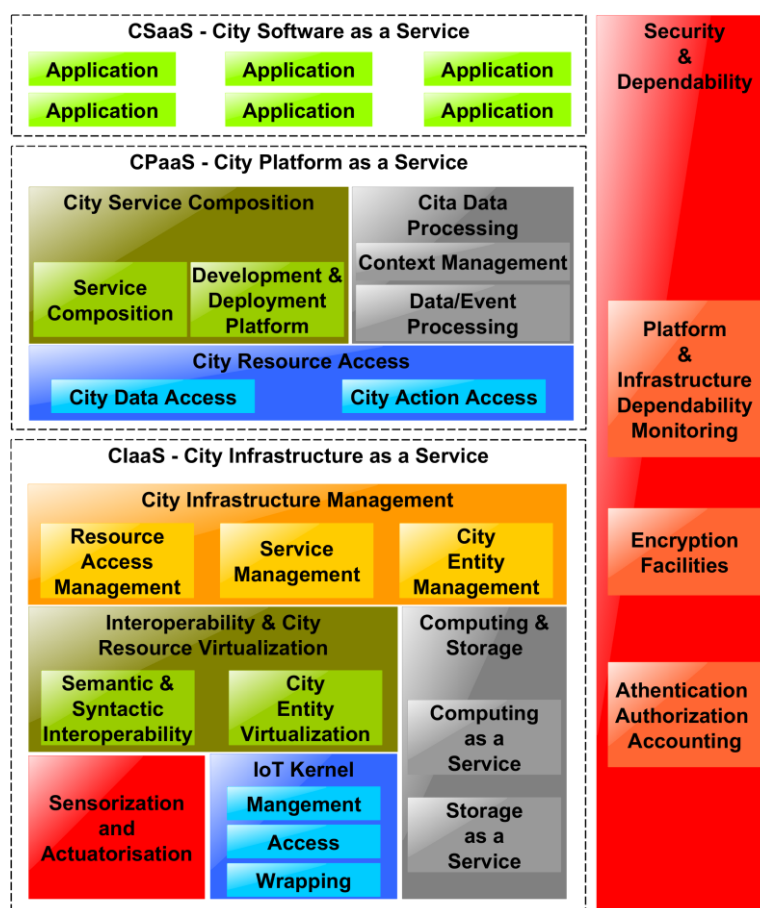 CSaaS - City Software as a Service
Application
Application
Application
Application
Application
Application
CPaaS - City Platform as a Service
City Service Composition
Service
Composition
Development &
Deployment
Platform
Cita Data
Processing
Context Management
Data/Event
Processing
City Resource Access
City Data Access
City Action Access
CIaaS - City Infrastructure as a Service
City Infrastructure Management
Resource
Access
Management
Service
Management
City
Entity
Management
Interoperability & City
Resource Virtualization
Semantic &
Syntactic
Interoperability
City
Entity
Virtualization
Computing &
Storage
Computing
as a
Service
Storage
as a
Service
Sensorization
and
Actuatorisation
IoT Kernel
Mangement
Access
Wrapping
Security
&
Dependability
Platform
&
Infrastructure
Dependability
Monitoring
Encryption
Facilities
Athentication
Authorization
Accounting